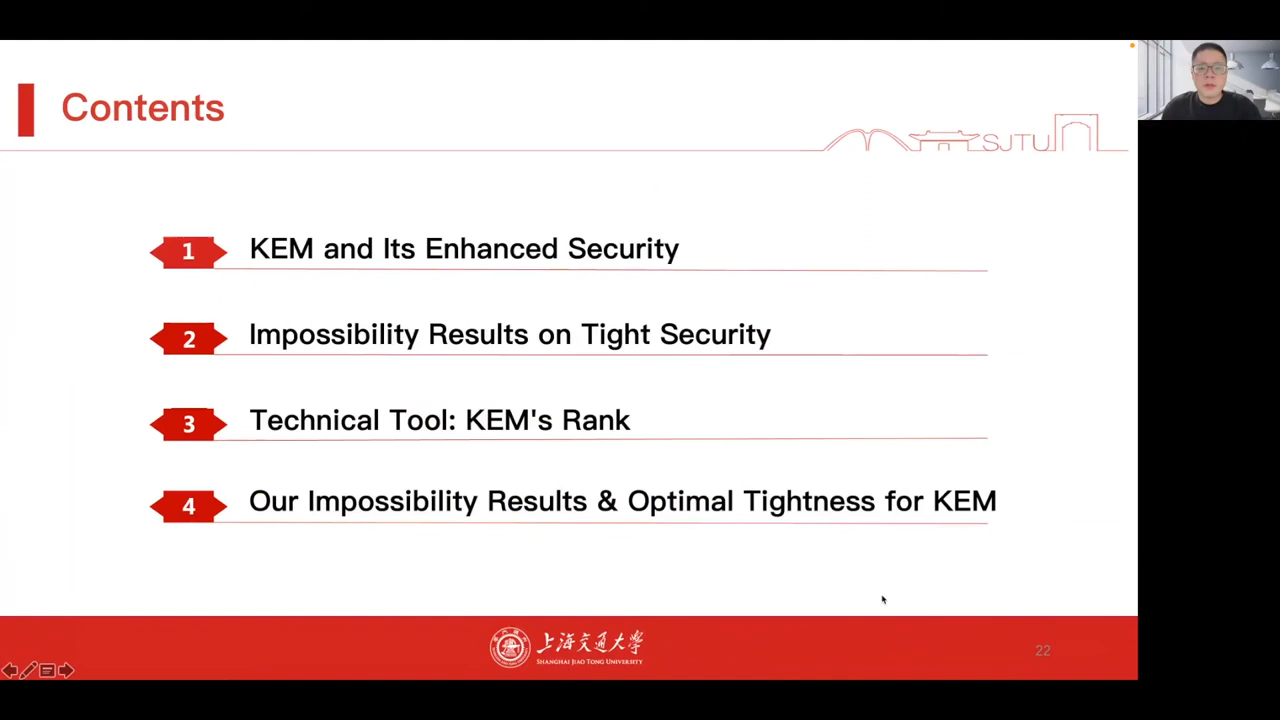 Contents
SJTU
1 KEM and Its Enhanced Security
2 Impossibility Results on Tight Security
3 Technical Tool: KEM's Rank
4 Our Impossibility Results & Optimal Tightness for KEM
上海交通大学
SHANGHAI JIAO TONG UNIVERSITY
22